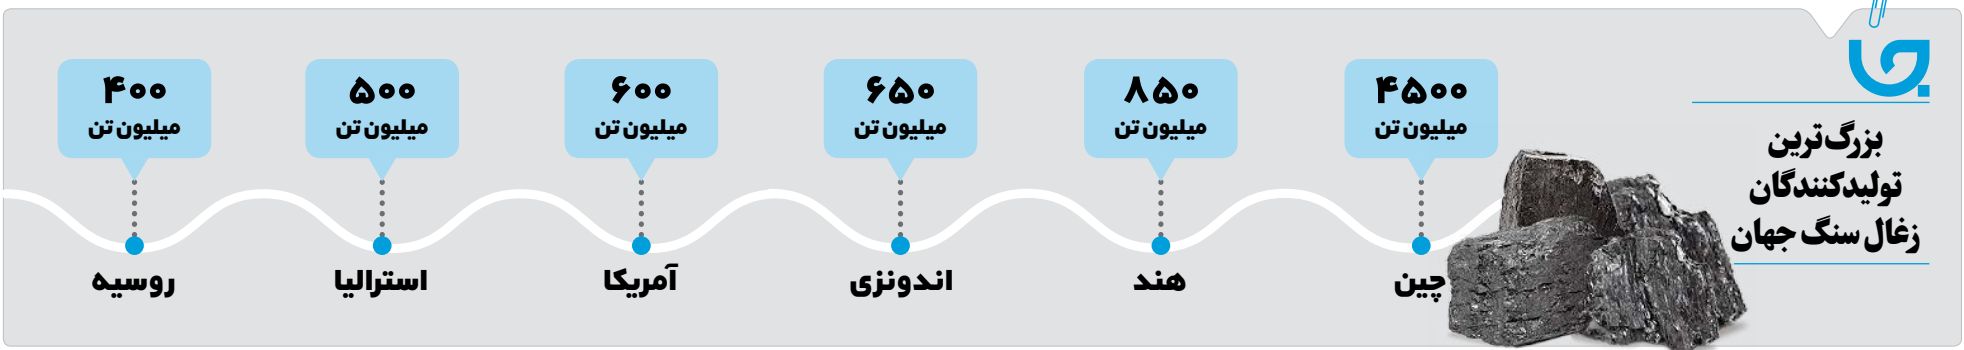 بزرگ‌ترین
تولیدکنندگان
زغال سنگ جهان
۴۵۰۰
میلیون تن
چین
۸۵۰
میلیون تن
هند
۶۵۰
میلیون تن
اندونزی
۶۰۰
میلیون تن
آمریکا
۵۰۰
میلیون تن
استرالیا
۴۰۰
میلیون تن
روسیه